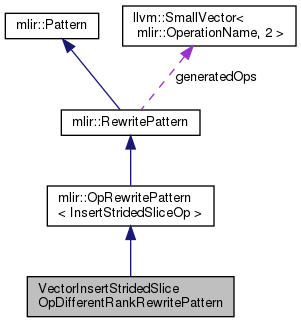 mlir::Pattern
llvm::SmallVector<
mlir::OperationName, 2 >
generatedOps
mlir::RewritePattern
mlir::OpRewritePattern
< InsertStridedSliceOp >
VectorInsertStridedSlice
OpDifferentRankRewritePattern